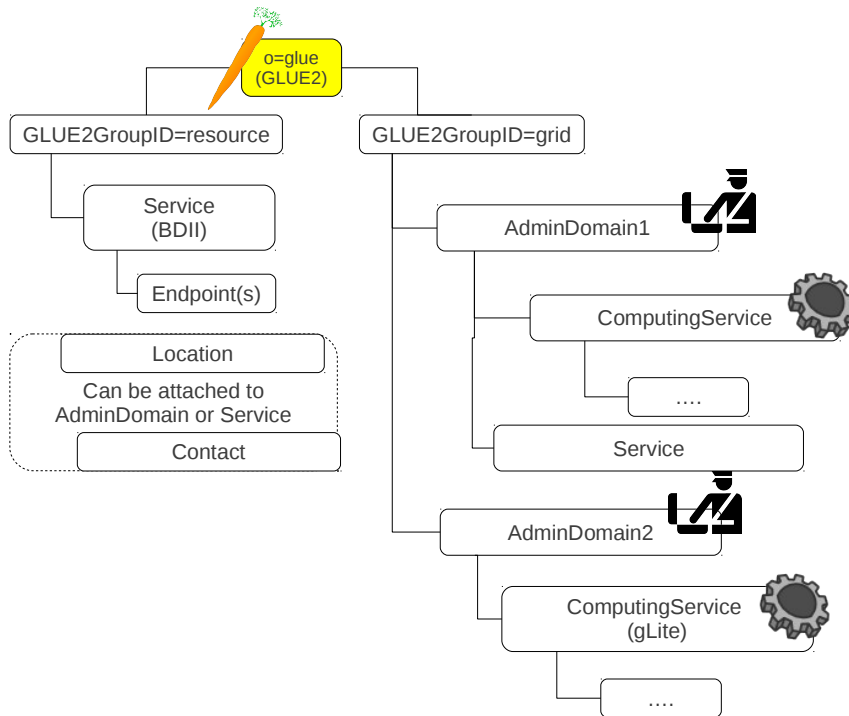 o=glue
(GLUE2)
GLUE2GroupID=resource
GLUE2GroupID=grid
Service
(BDII)
Endpoint(s)
Location
Can be attached to
AdminDomain or Service
Contact
AdminDomain1
ComputingService
....
Service
AdminDomain2
ComputingService
(gLite)
....